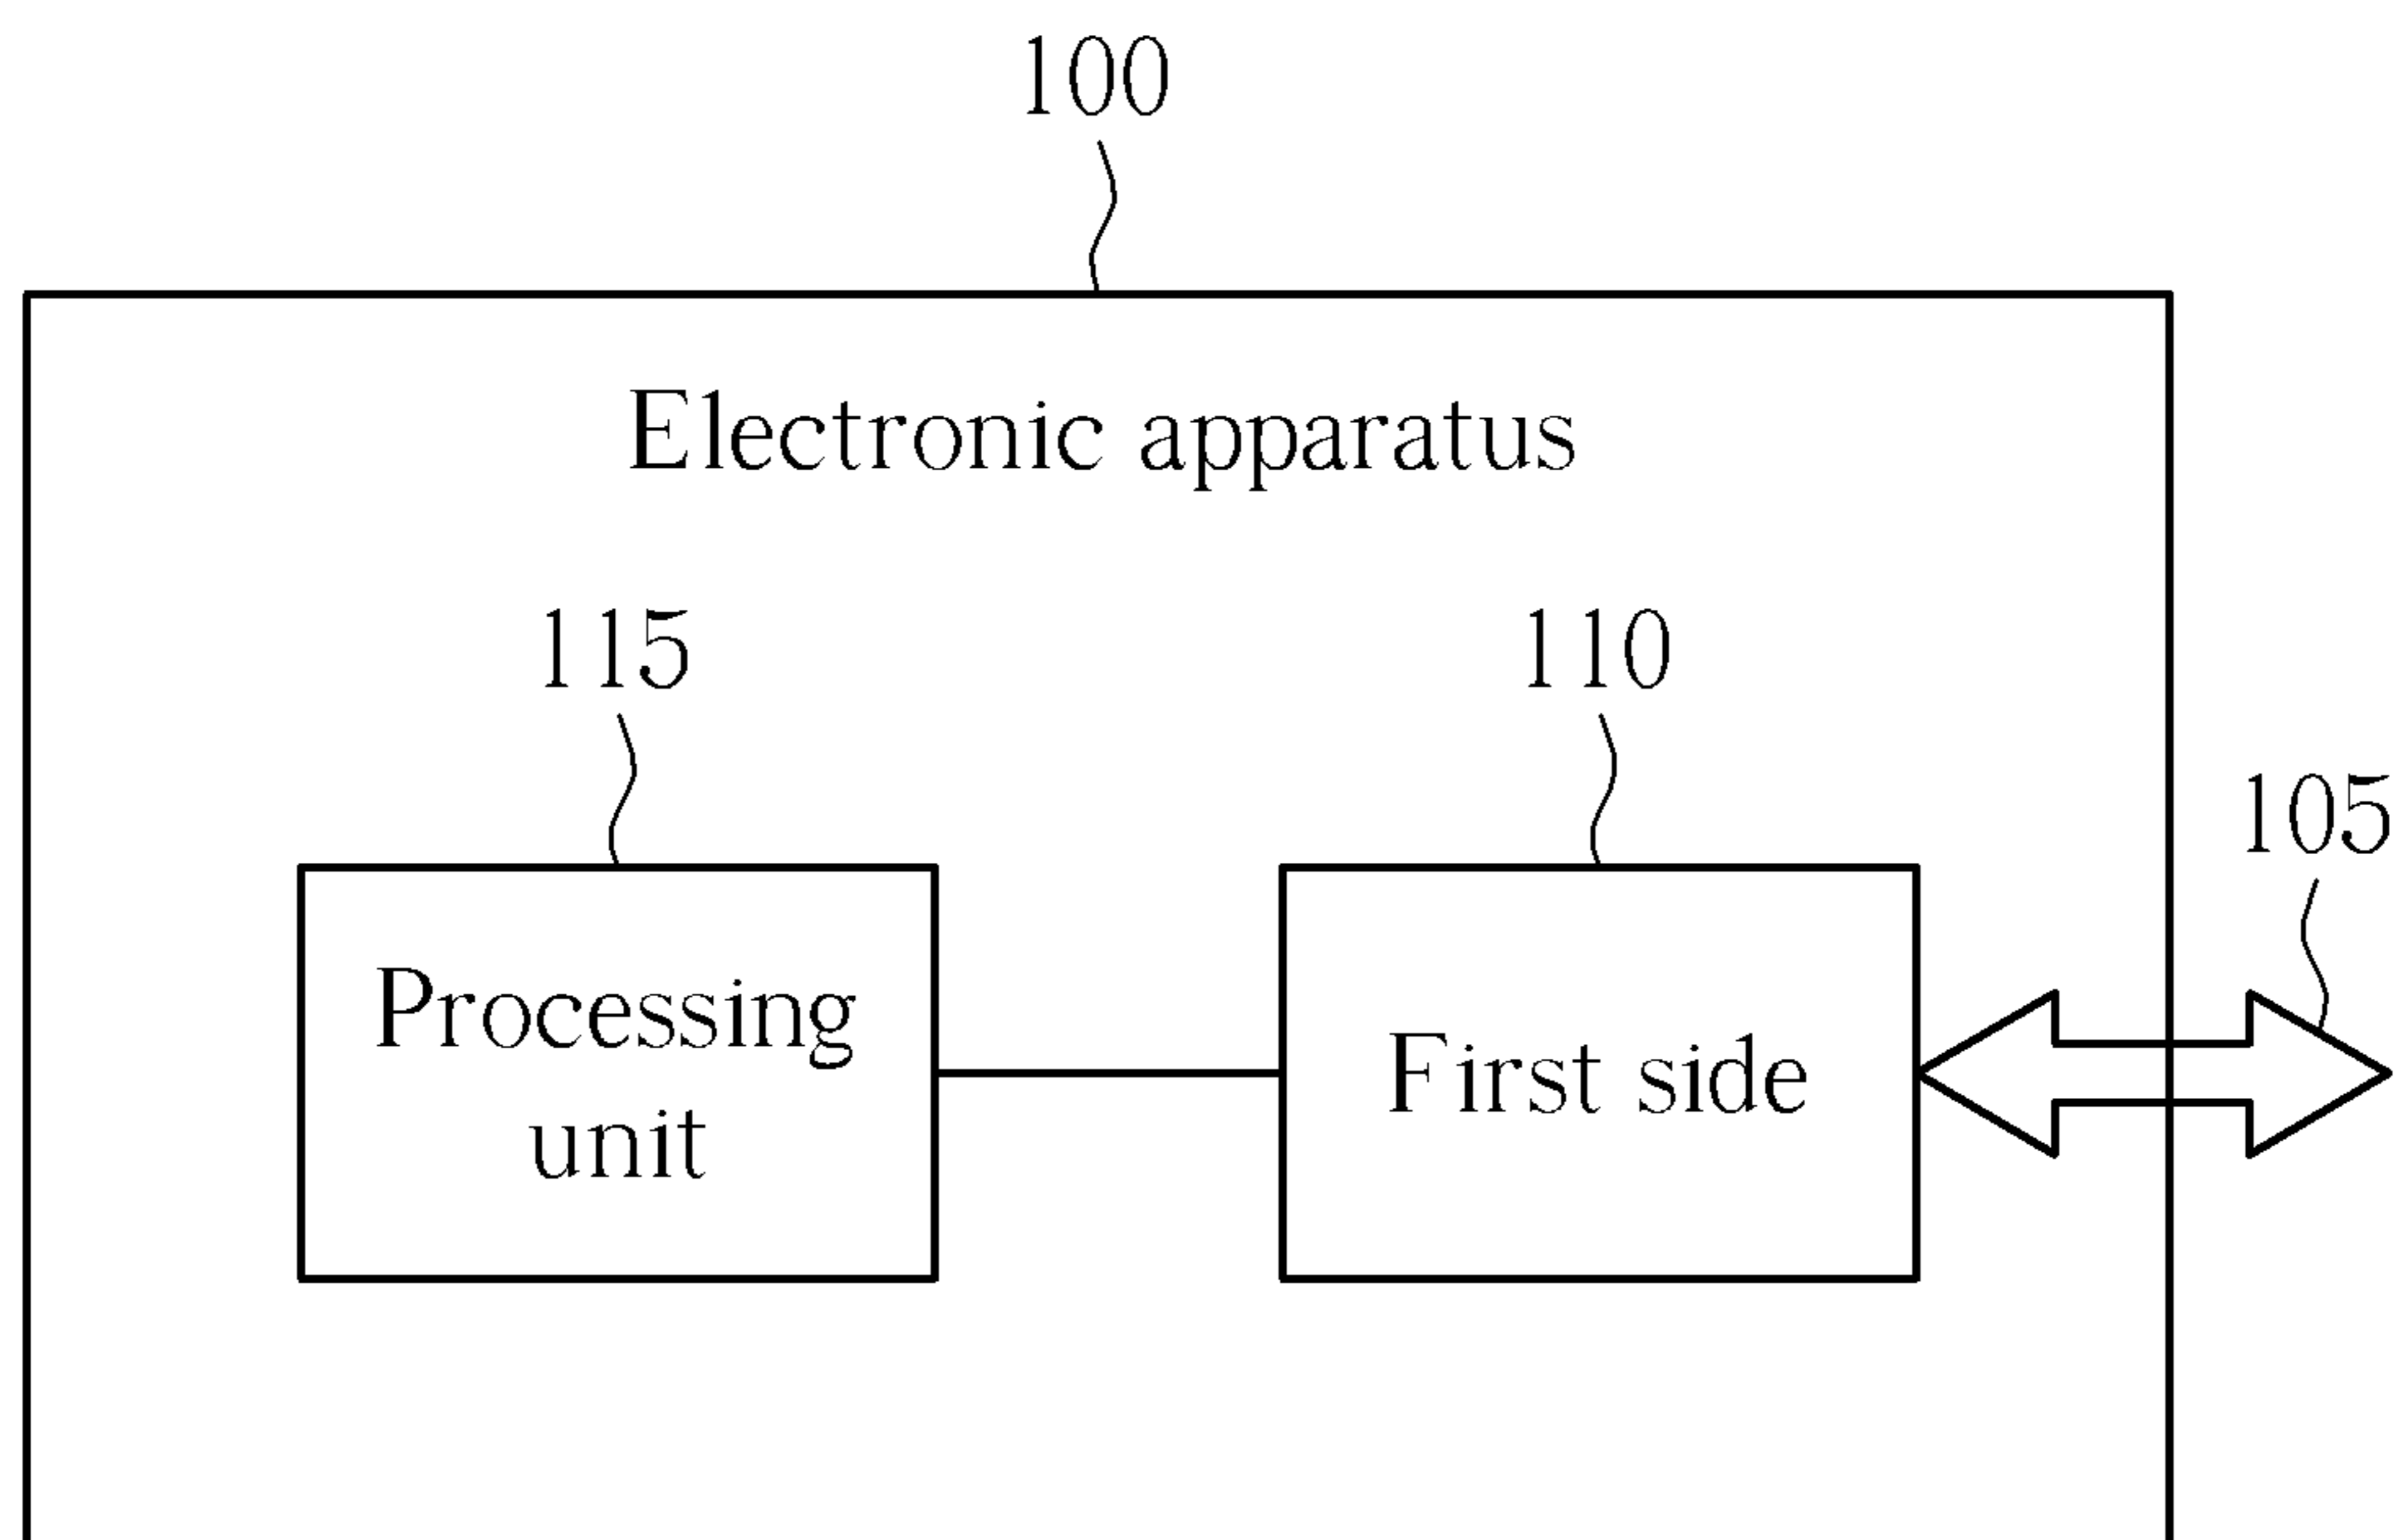 100
Electronic apparatus
115
110
105
Processing
unit
First side